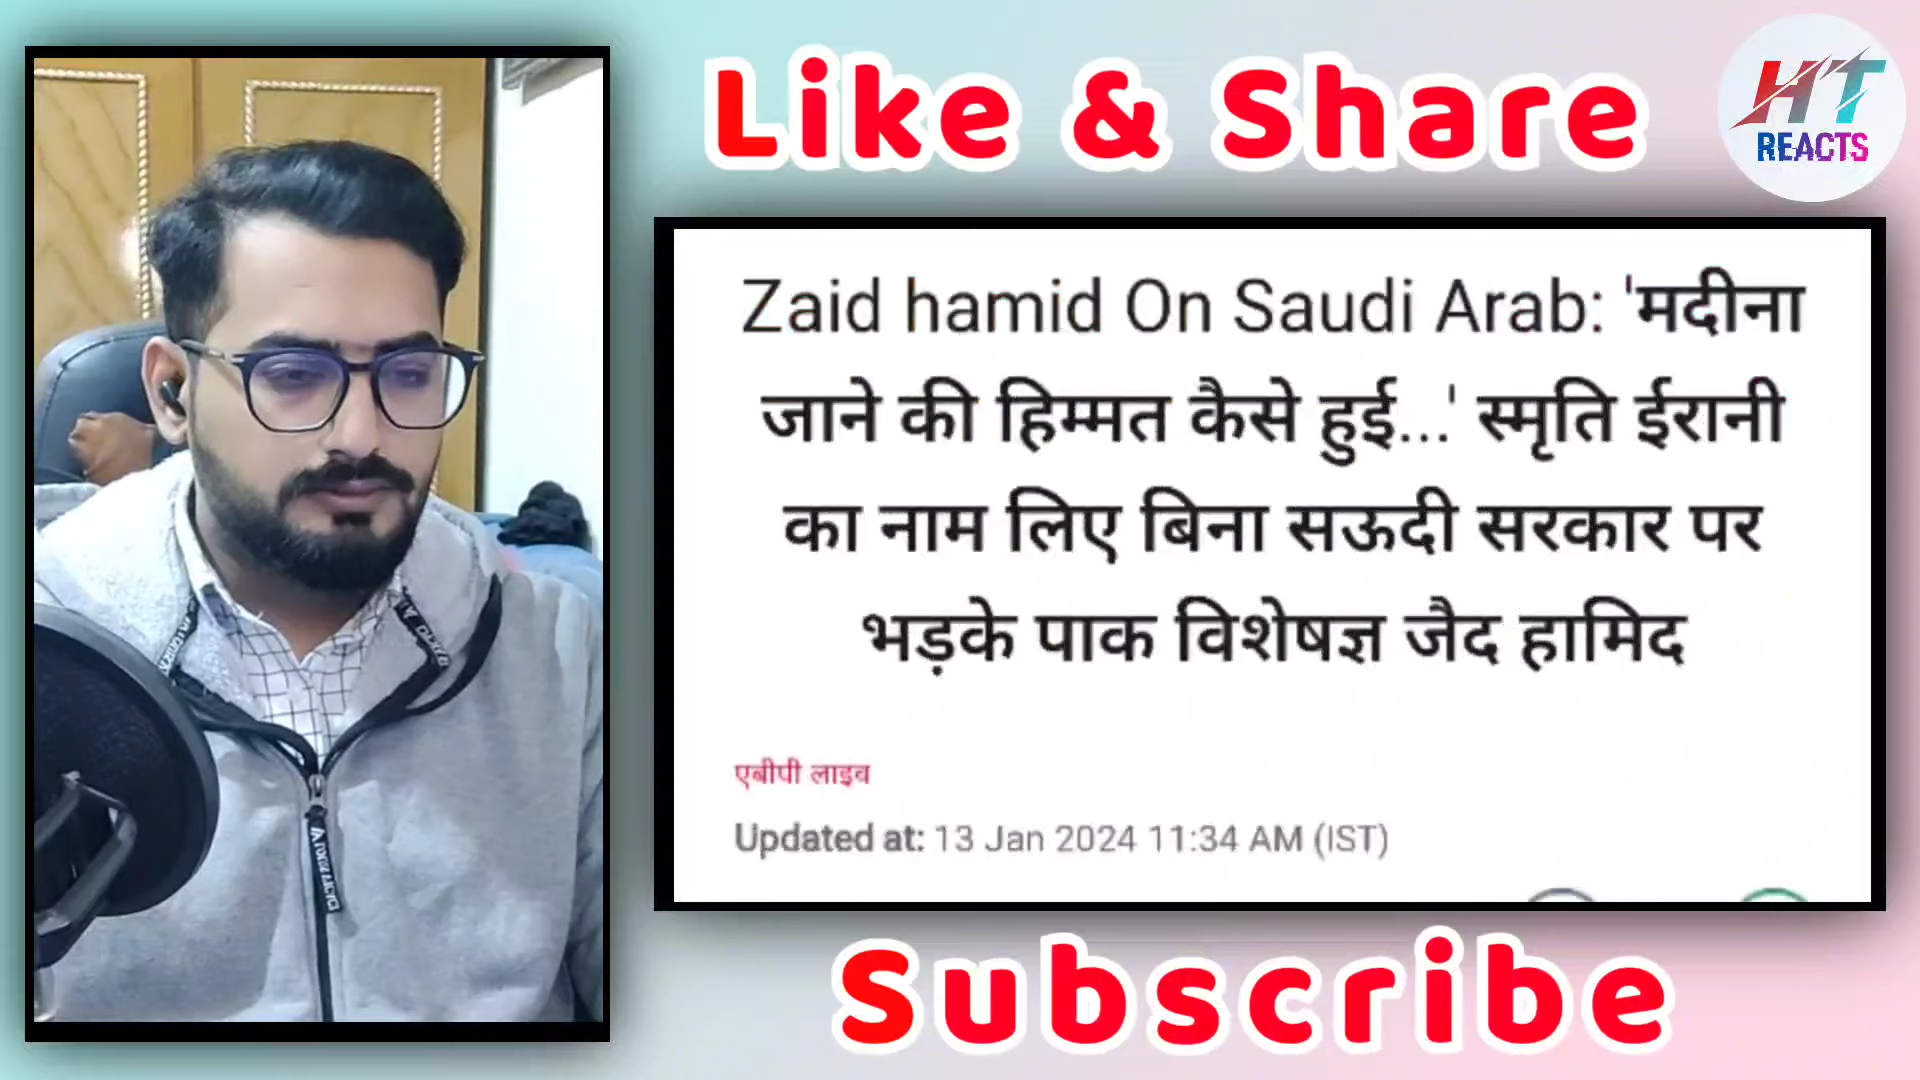 Like & Share
HT
REACTS
Zaid hamid On Saudi Arab: 'मदीना
जाने की हिम्मत कैसे हुई...' स्मृति ईरानी
का नाम लिए बिना सऊदी सरकार पर
भड़के पाक विशेषज्ञ जैद हामिद
एबीपी लाइव
Updated at: 13 Jan 2024 11:34 AM (IST)
Subscribe